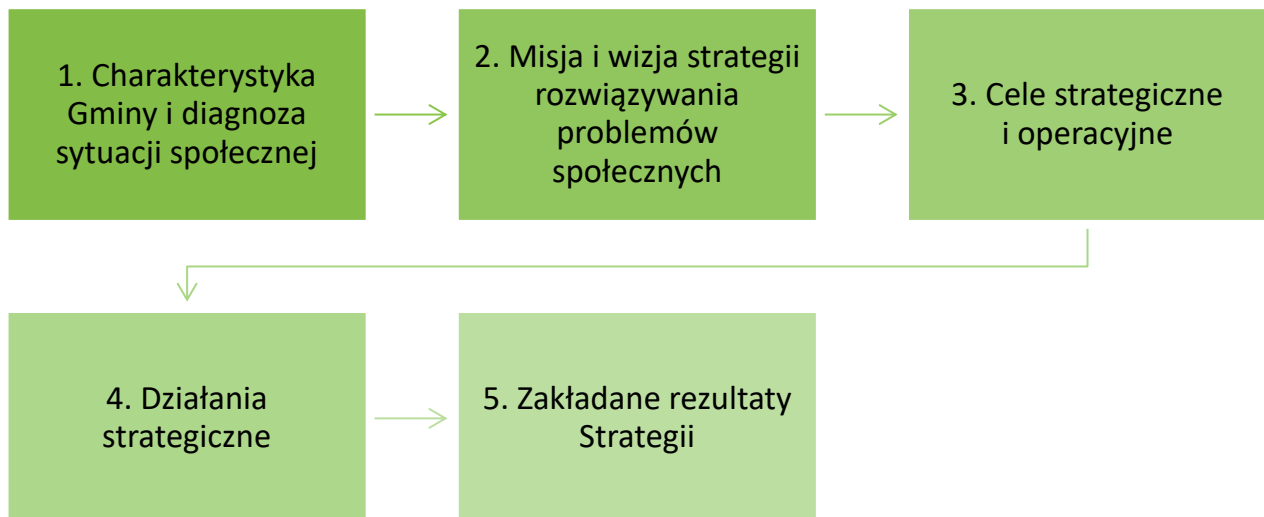 1. Charakterystyka
Gminy i diagnoza
sytuacji społecznej
2. Misja i wizja strategii
rozwiązywania
problemów
społecznych
3. Cele strategiczne
i operacyjne
4. Działania
strategiczne
5. Zakładane rezultaty
Strategii